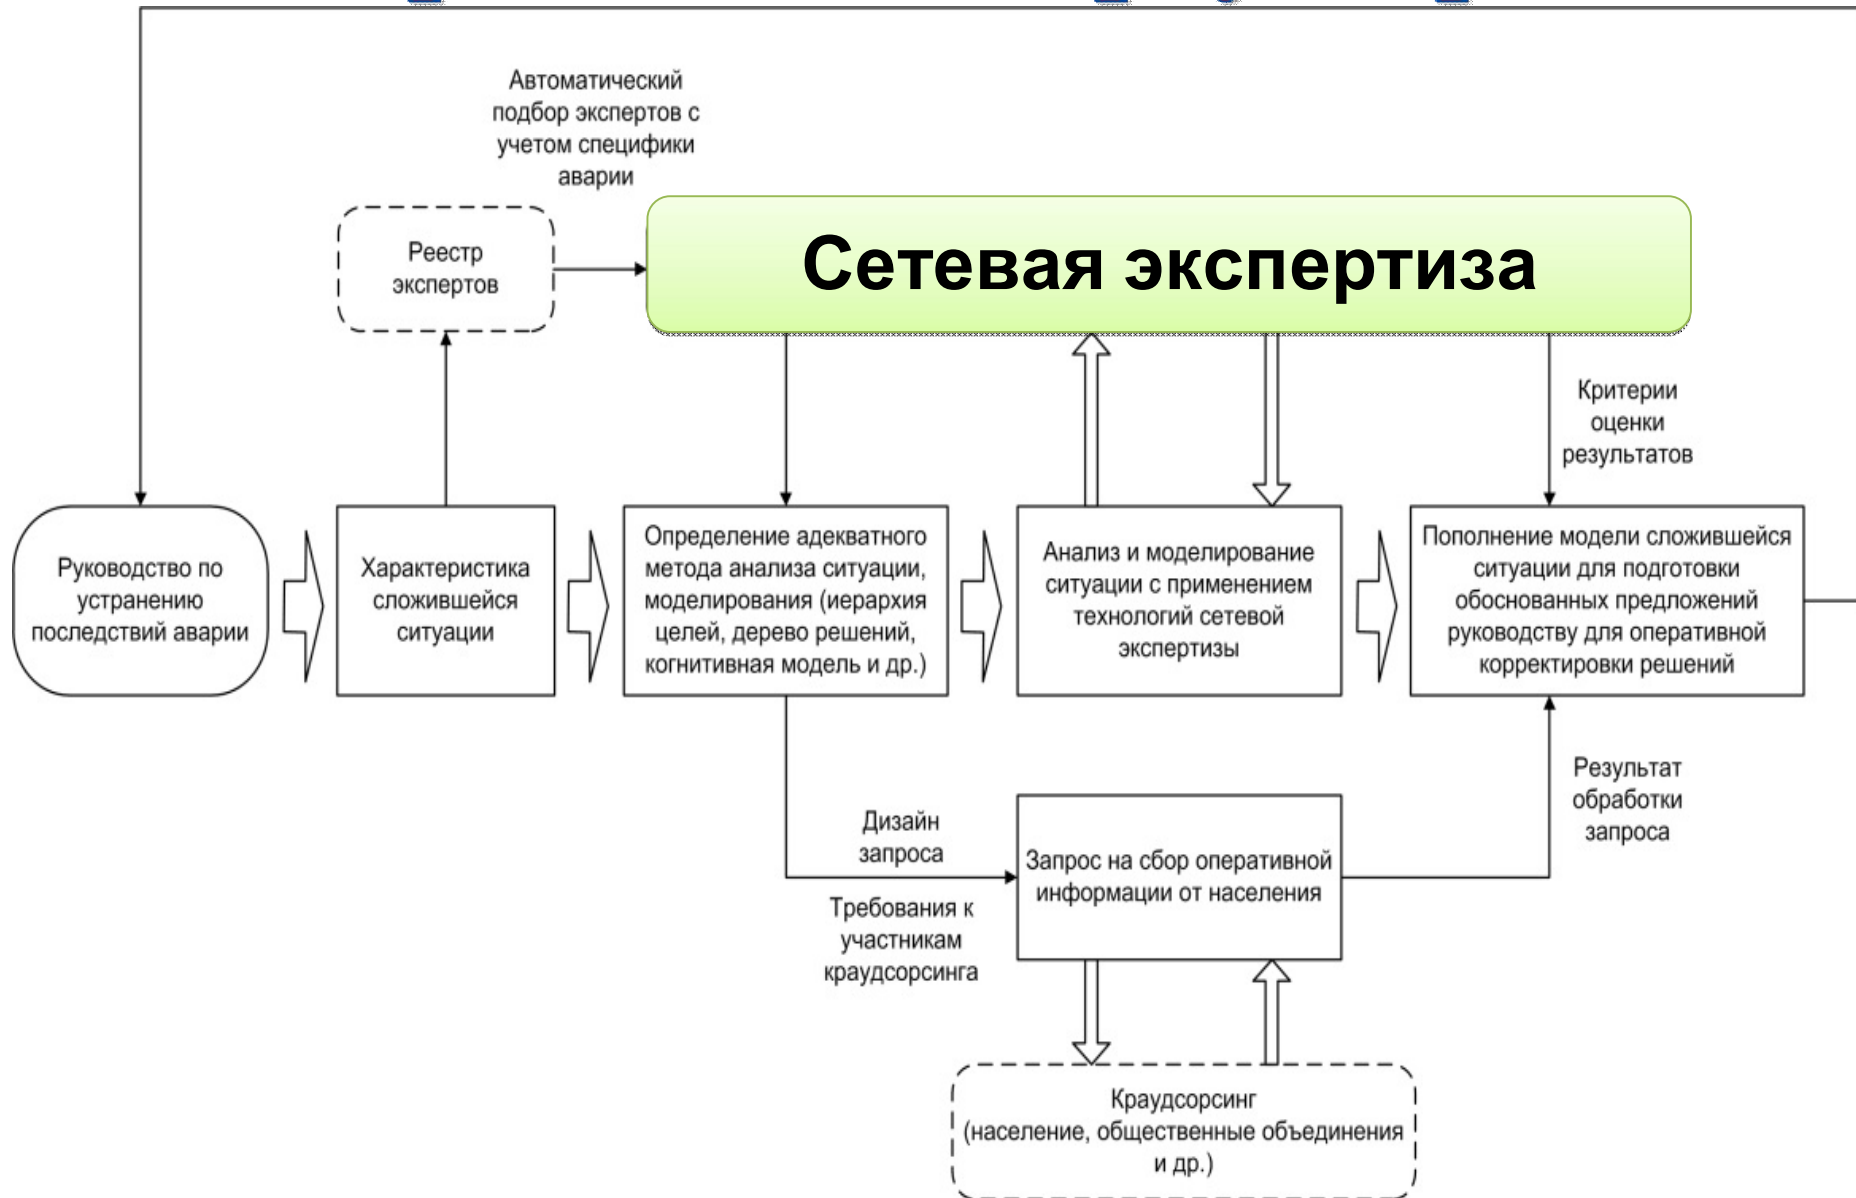 Автоматический
подбор экспертов с
учетом специфики
аварии
Реестр
экспертов
Сетевая экспертиза
Критерии
оценки
результатов
Руководство по
устранению
последствий аварии
Характеристика
сложившейся
ситуации
Определение адекватного
метода анализа ситуации,
моделирования (иерархия
целей, дерево решений,
когнитивная модель и др.)
Анализ и моделирование
ситуации с применением
технологий сетевой
экспертизы
Пополнение модели сложившейся
ситуации для подготовки
обоснованных предложений
руководству для оперативной
корректировки решений
Дизайн
запроса
Требования к
участникам
краудсорсинга
Запрос на сбор оперативной
информации от населения
Результат
обработки
запроса
Краудсорсинг
(население, общественные объединения
и др.)